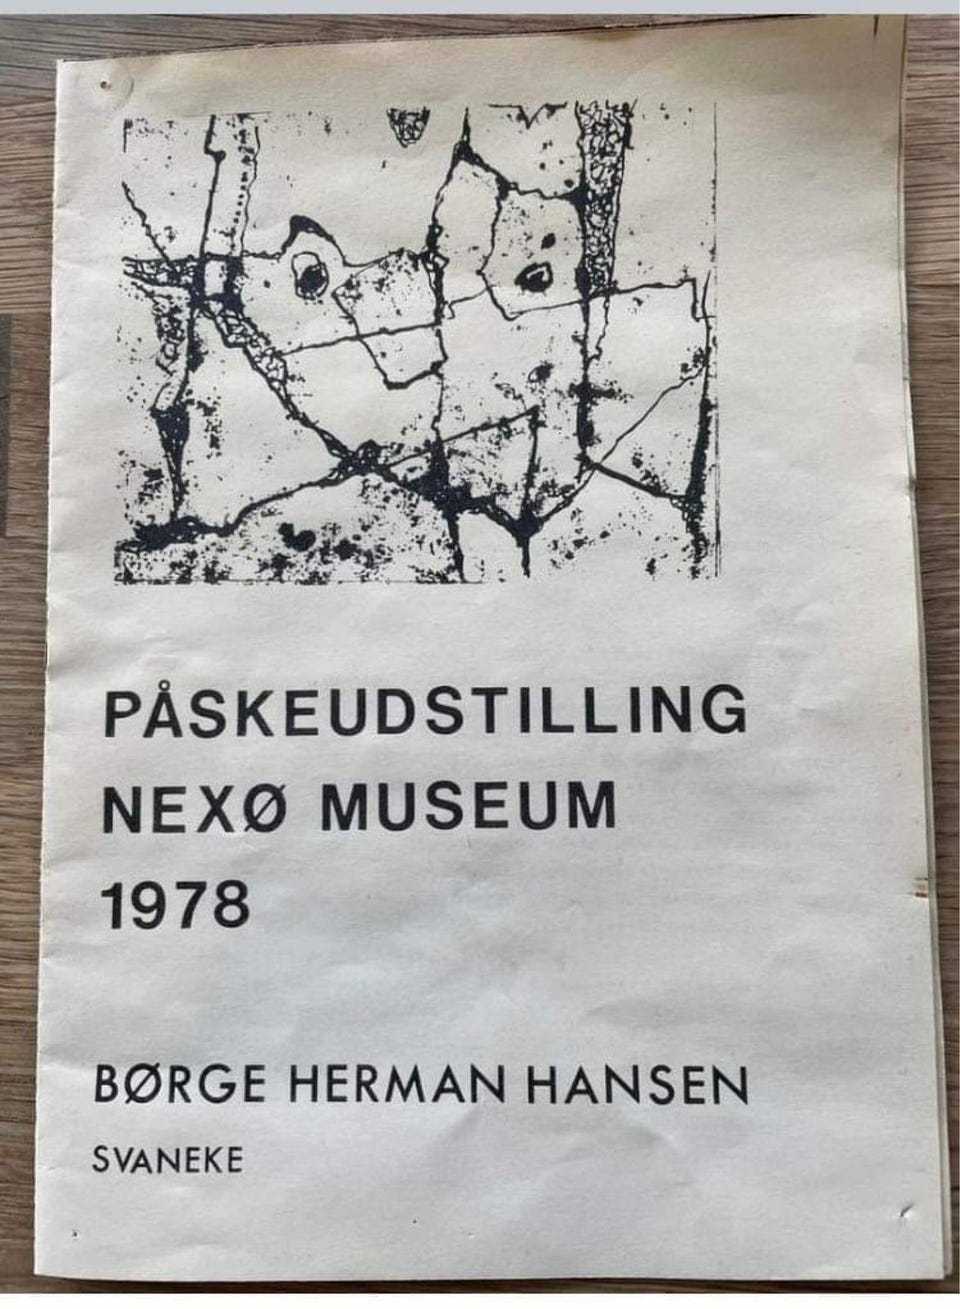 PÅSKEUDSTILLING
NEXØ MUSEUM
1978
BØRGE HERMAN HANSEN
SVANEKE